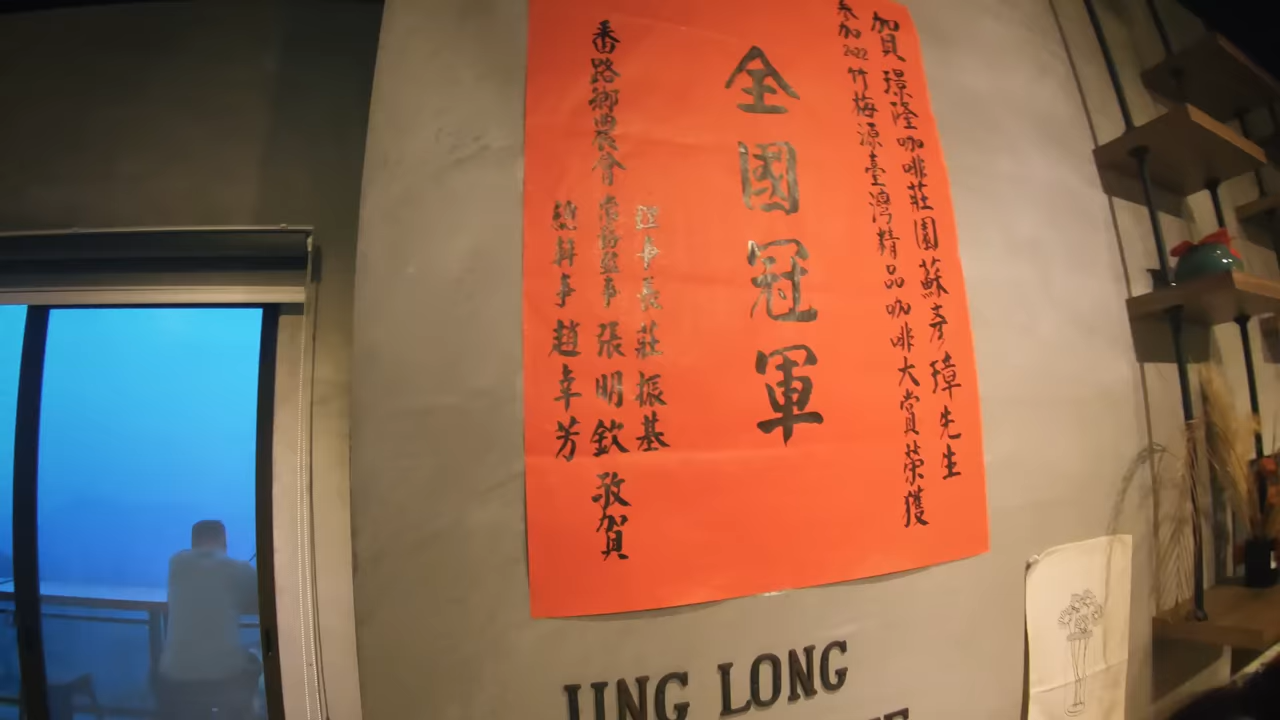 賀 璟隆咖啡莊園蘇彥璋先生
參加2022竹梅源臺灣精品咖啡大賞榮獲
全國冠軍
理事長莊振基
番路鄉農會常務監事張明欽敬賀
總幹事趙幸芳
JING LONG